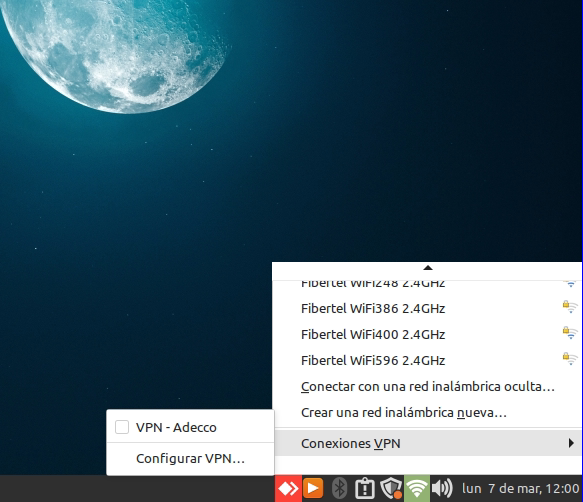 Fibertel WiFi248 2.4GHz
Fibertel WiFi386 2.4GHz
Fibertel WiFi400 2.4GHz
Fibertel WiFi596 2.4GHz
Conectar con una red inalámbrica oculta...
Crear una red inalámbrica nueva...
Conexiones VPN
VPN - Adecco
Configurar VPN...
lun 7 de mar, 12:00